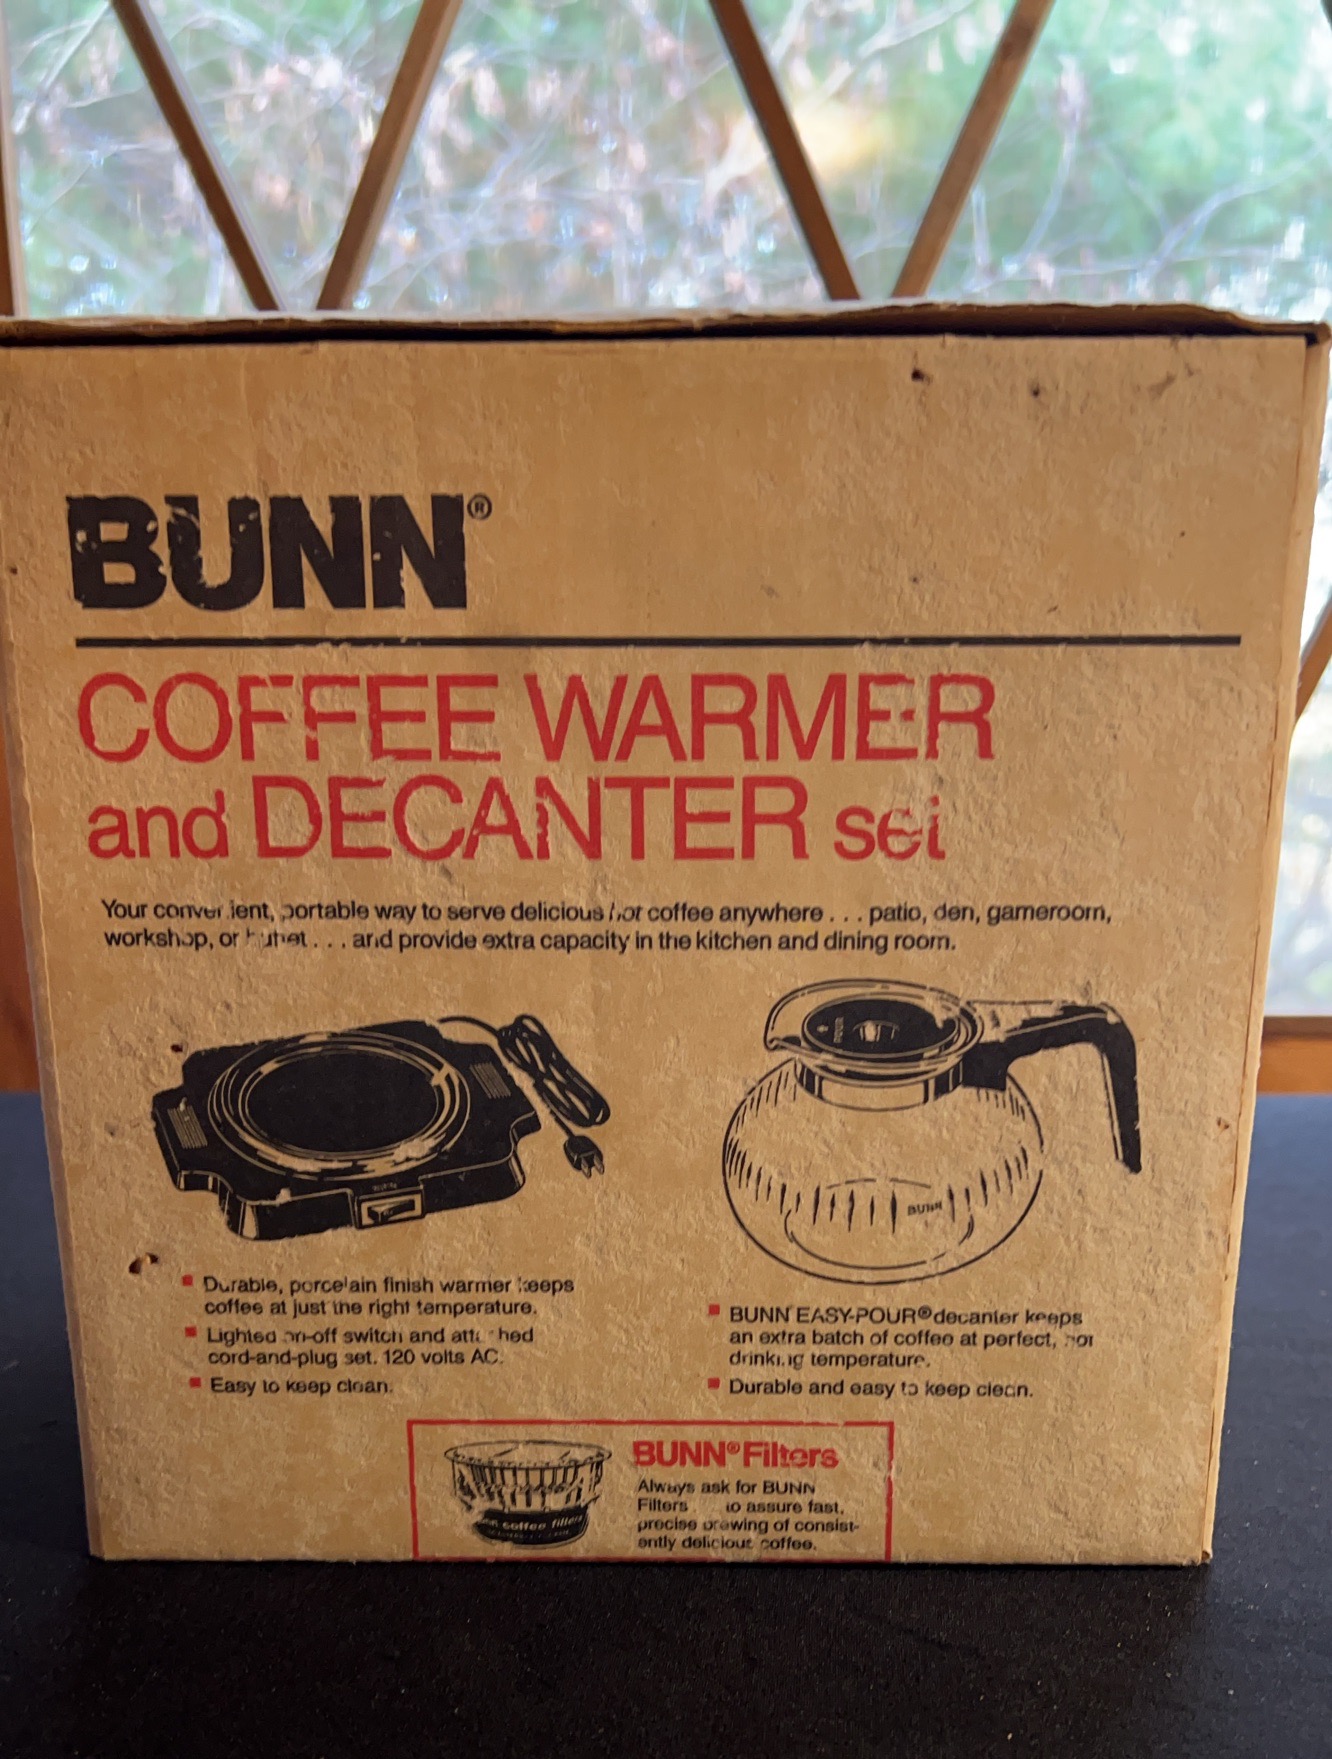 BUNN®
COFFEE WARMER
and DECANTER set
Your convenient, portable way to serve delicious hot coffee anywhere . . . patio, den, gameroom,
workshop, or buffet . . . and provide extra capacity in the kitchen and dining room.
POUR
BUNN
BUNN
Durable, porcelain finish warmer keeps
coffee at just the right temperature.
Lighted on-off switch and attached
cord-and-plug set. 120 volts AC.
Easy to keep clean.
BUNN EASY-POUR® decanter keeps
an extra batch of coffee at perfect, hot
drinking temperature.
Durable and easy to keep clean.
BUNN® Filters
Always ask for BUNN
Filters to assure fast,
precise brewing of consist-
ently delicious coffee.
coffee filters